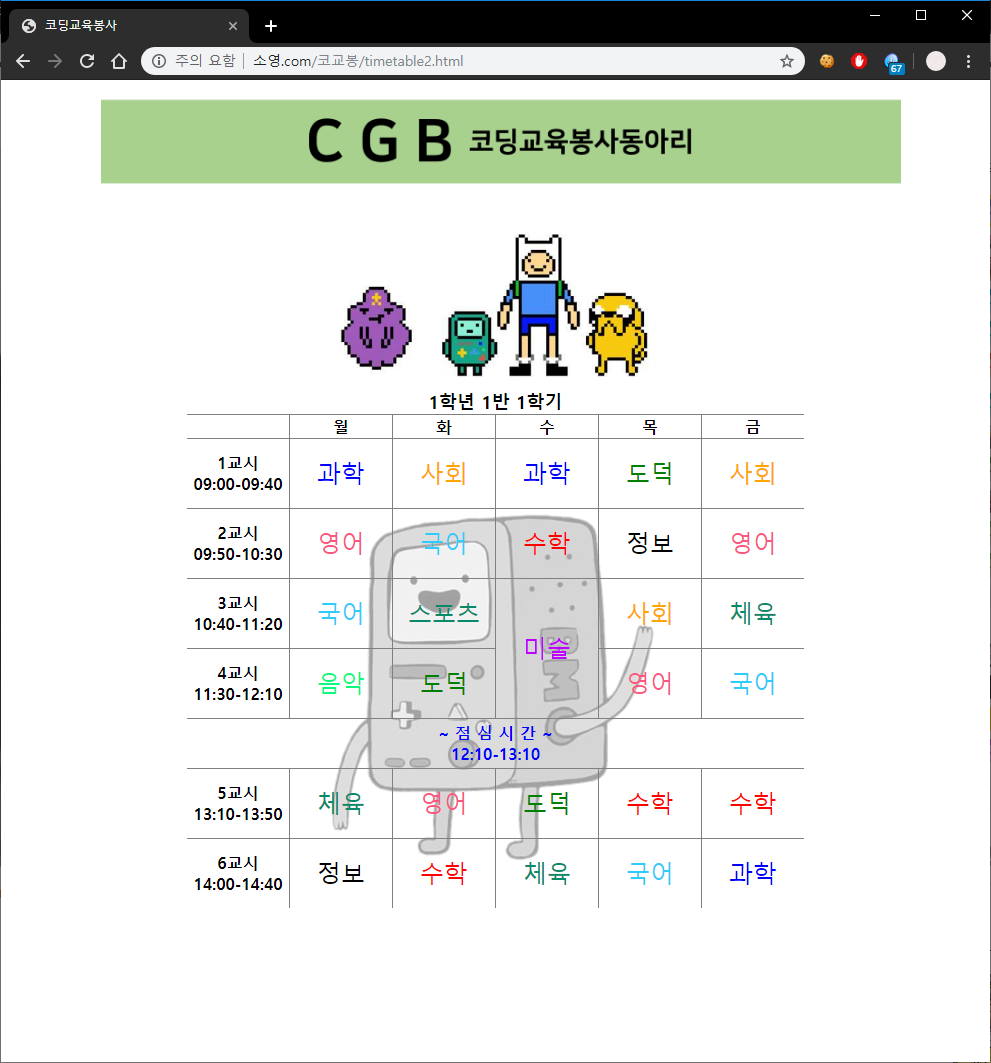 코딩교육봉사
주의 요함 | 소영.com/코교봉/timetable2.html
67
C G B 코딩교육봉사동아리
1학년 1반 1학기
월 화 수 목 금
1교시
09:00-09:40
과학 사회 과학 도덕 사회
2교시
09:50-10:30
영어 국어 수학 정보 영어
3교시
10:40-11:20
국어 스포츠 사회 체육
미술
4교시
11:30-12:10
음악 도덕 영어 국어
~ 점 심 시 간 ~
12:10-13:10
5교시
13:10-13:50
체육 영어 도덕 수학 수학
6교시
14:00-14:40
정보 수학 체육 국어 과학
BMO